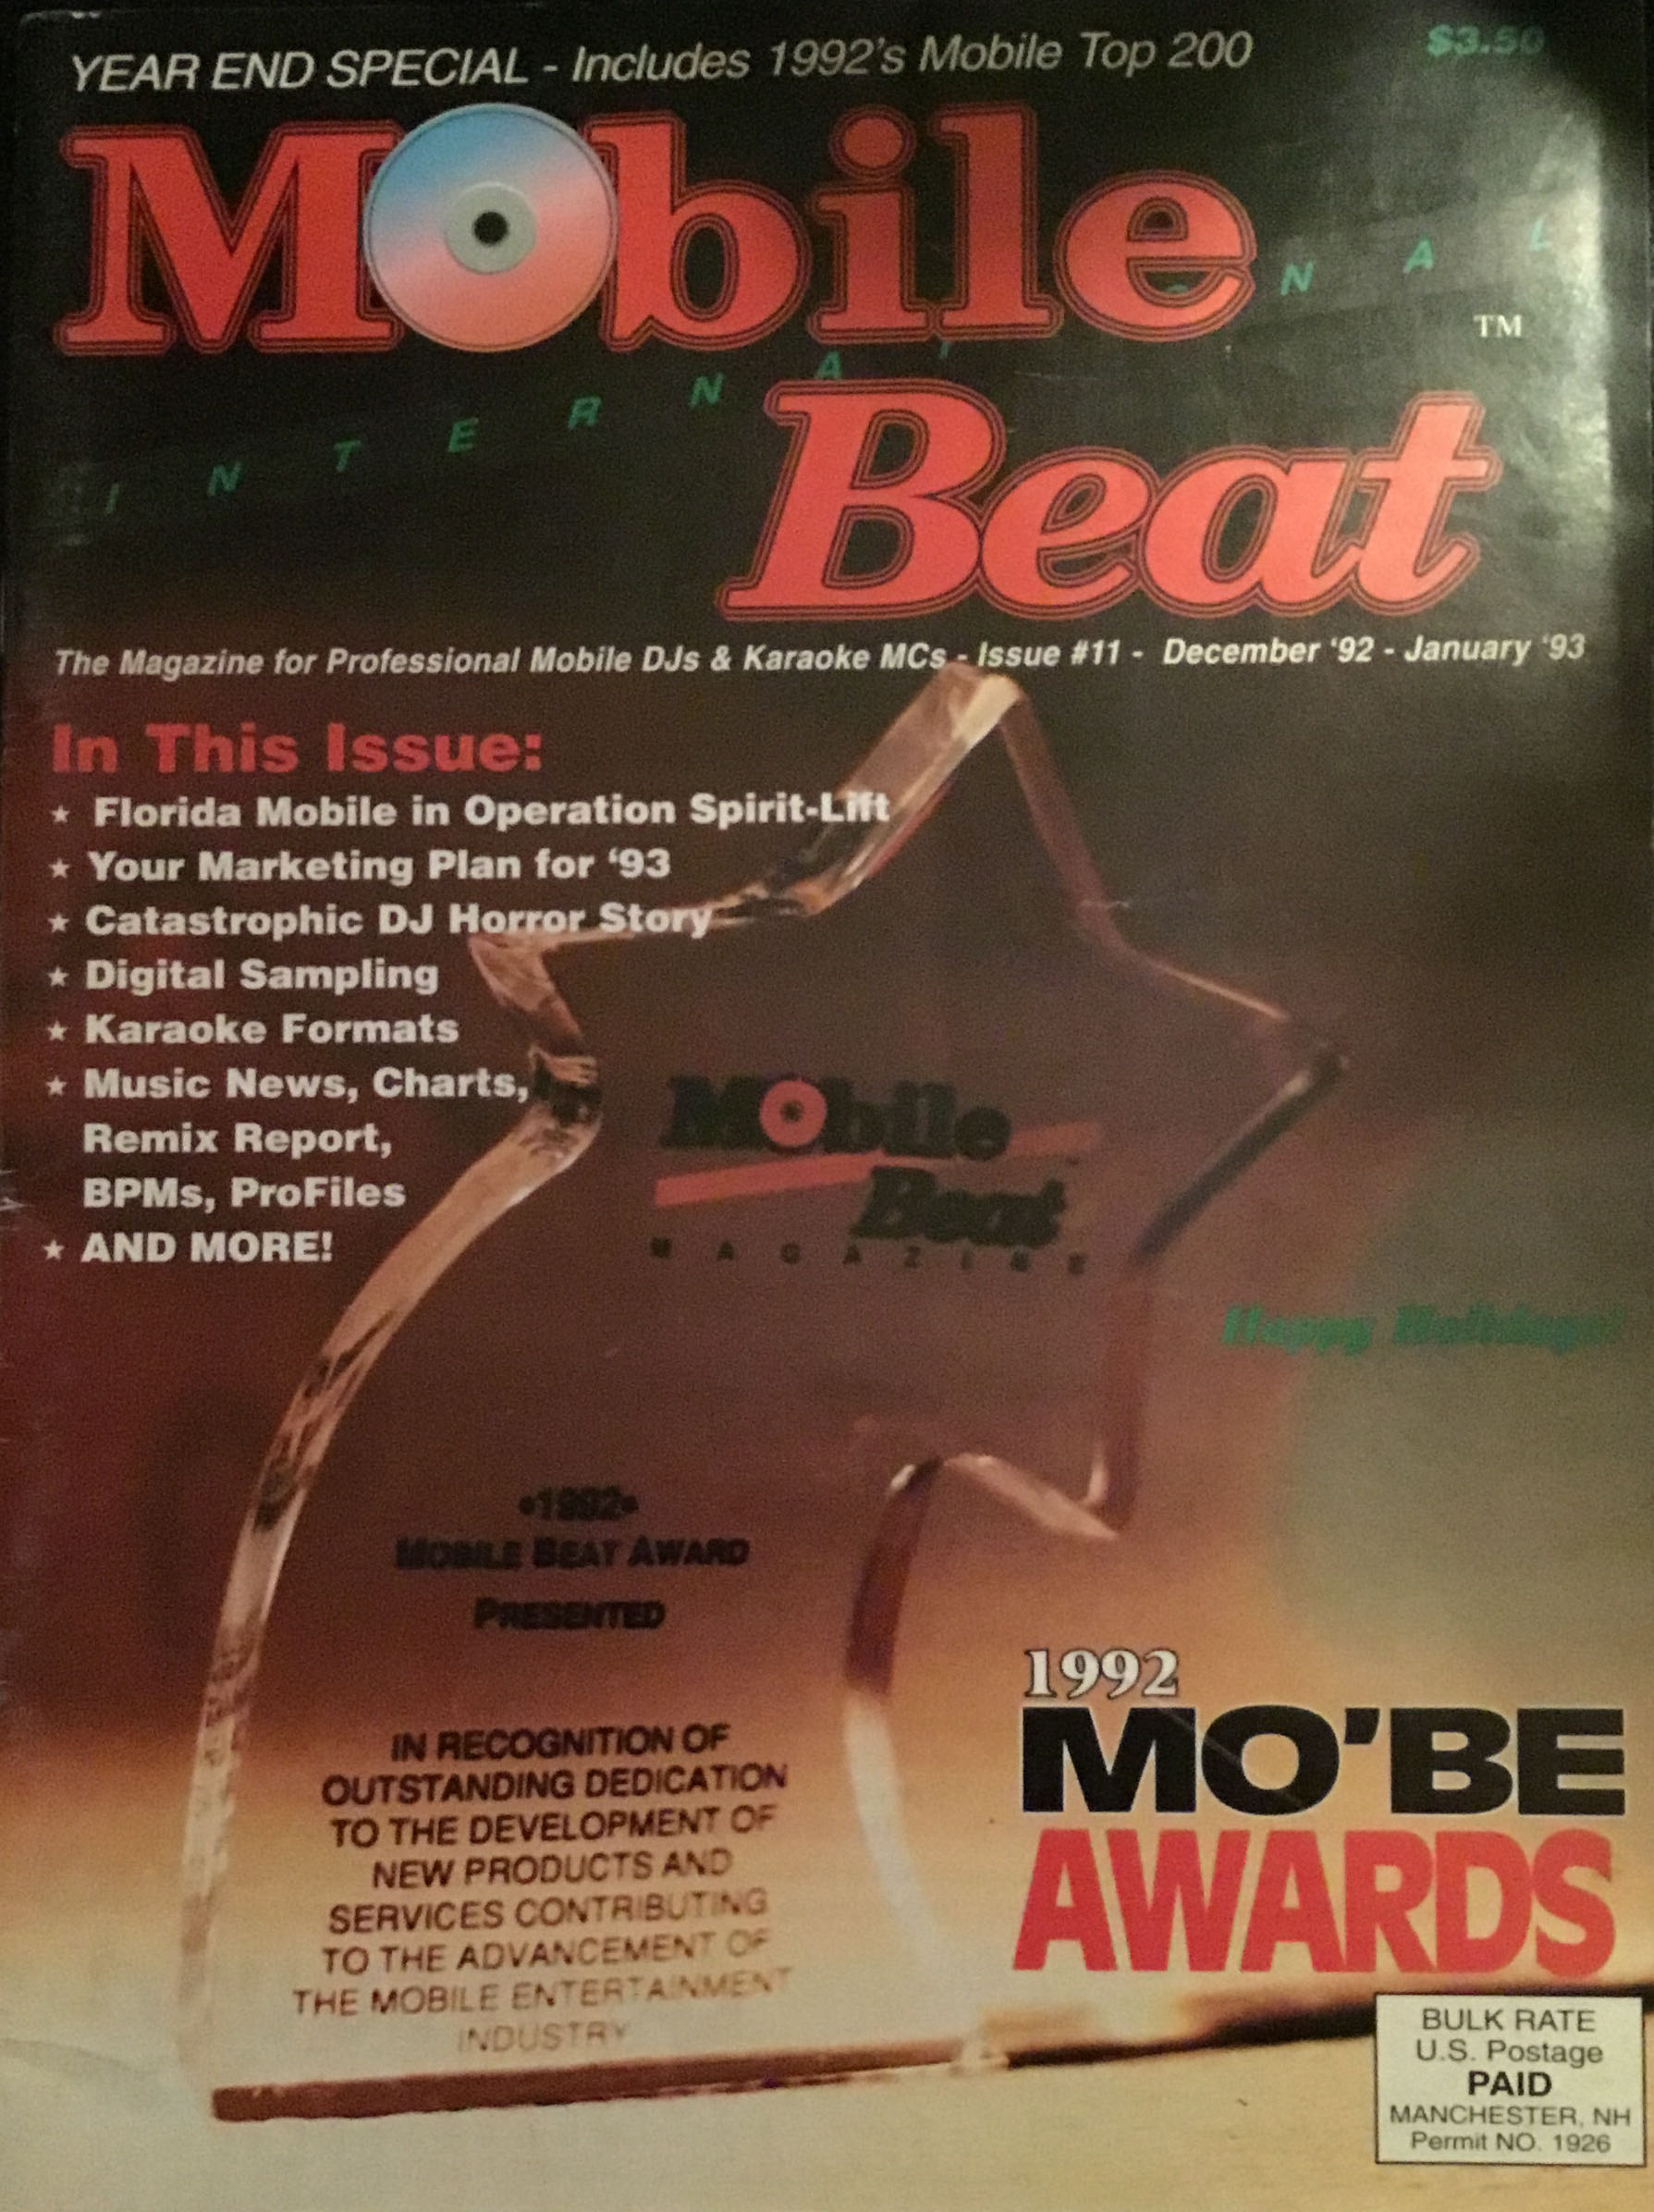 YEAR END SPECIAL - Includes 1992's Mobile Top 200
$3.50
Mobile
INTERNATIONAL
TM
Beat
The Magazine for Professional Mobile DJs & Karaoke MCs - Issue #11 - December '92 - January '93
In This Issue:
★ Florida Mobile in Operation Spirit-Lift
★ Your Marketing Plan for '93
★ Catastrophic DJ Horror Story
★ Digital Sampling
★ Karaoke Formats
★ Music News, Charts,
Remix Report,
BPMs, ProFiles
★ AND MORE!
Mobile
Beat
MAGAZINE
Happy Holidays!
•1992•
MOBILE BEAT AWARD
PRESENTED
IN RECOGNITION OF
OUTSTANDING DEDICATION
TO THE DEVELOPMENT OF
NEW PRODUCTS AND
SERVICES CONTRIBUTING
TO THE ADVANCEMENT OF
THE MOBILE ENTERTAINMENT
INDUSTRY
1992
MO'BE
AWARDS
BULK RATE
U.S. Postage
PAID
MANCHESTER, NH
Permit NO. 1926